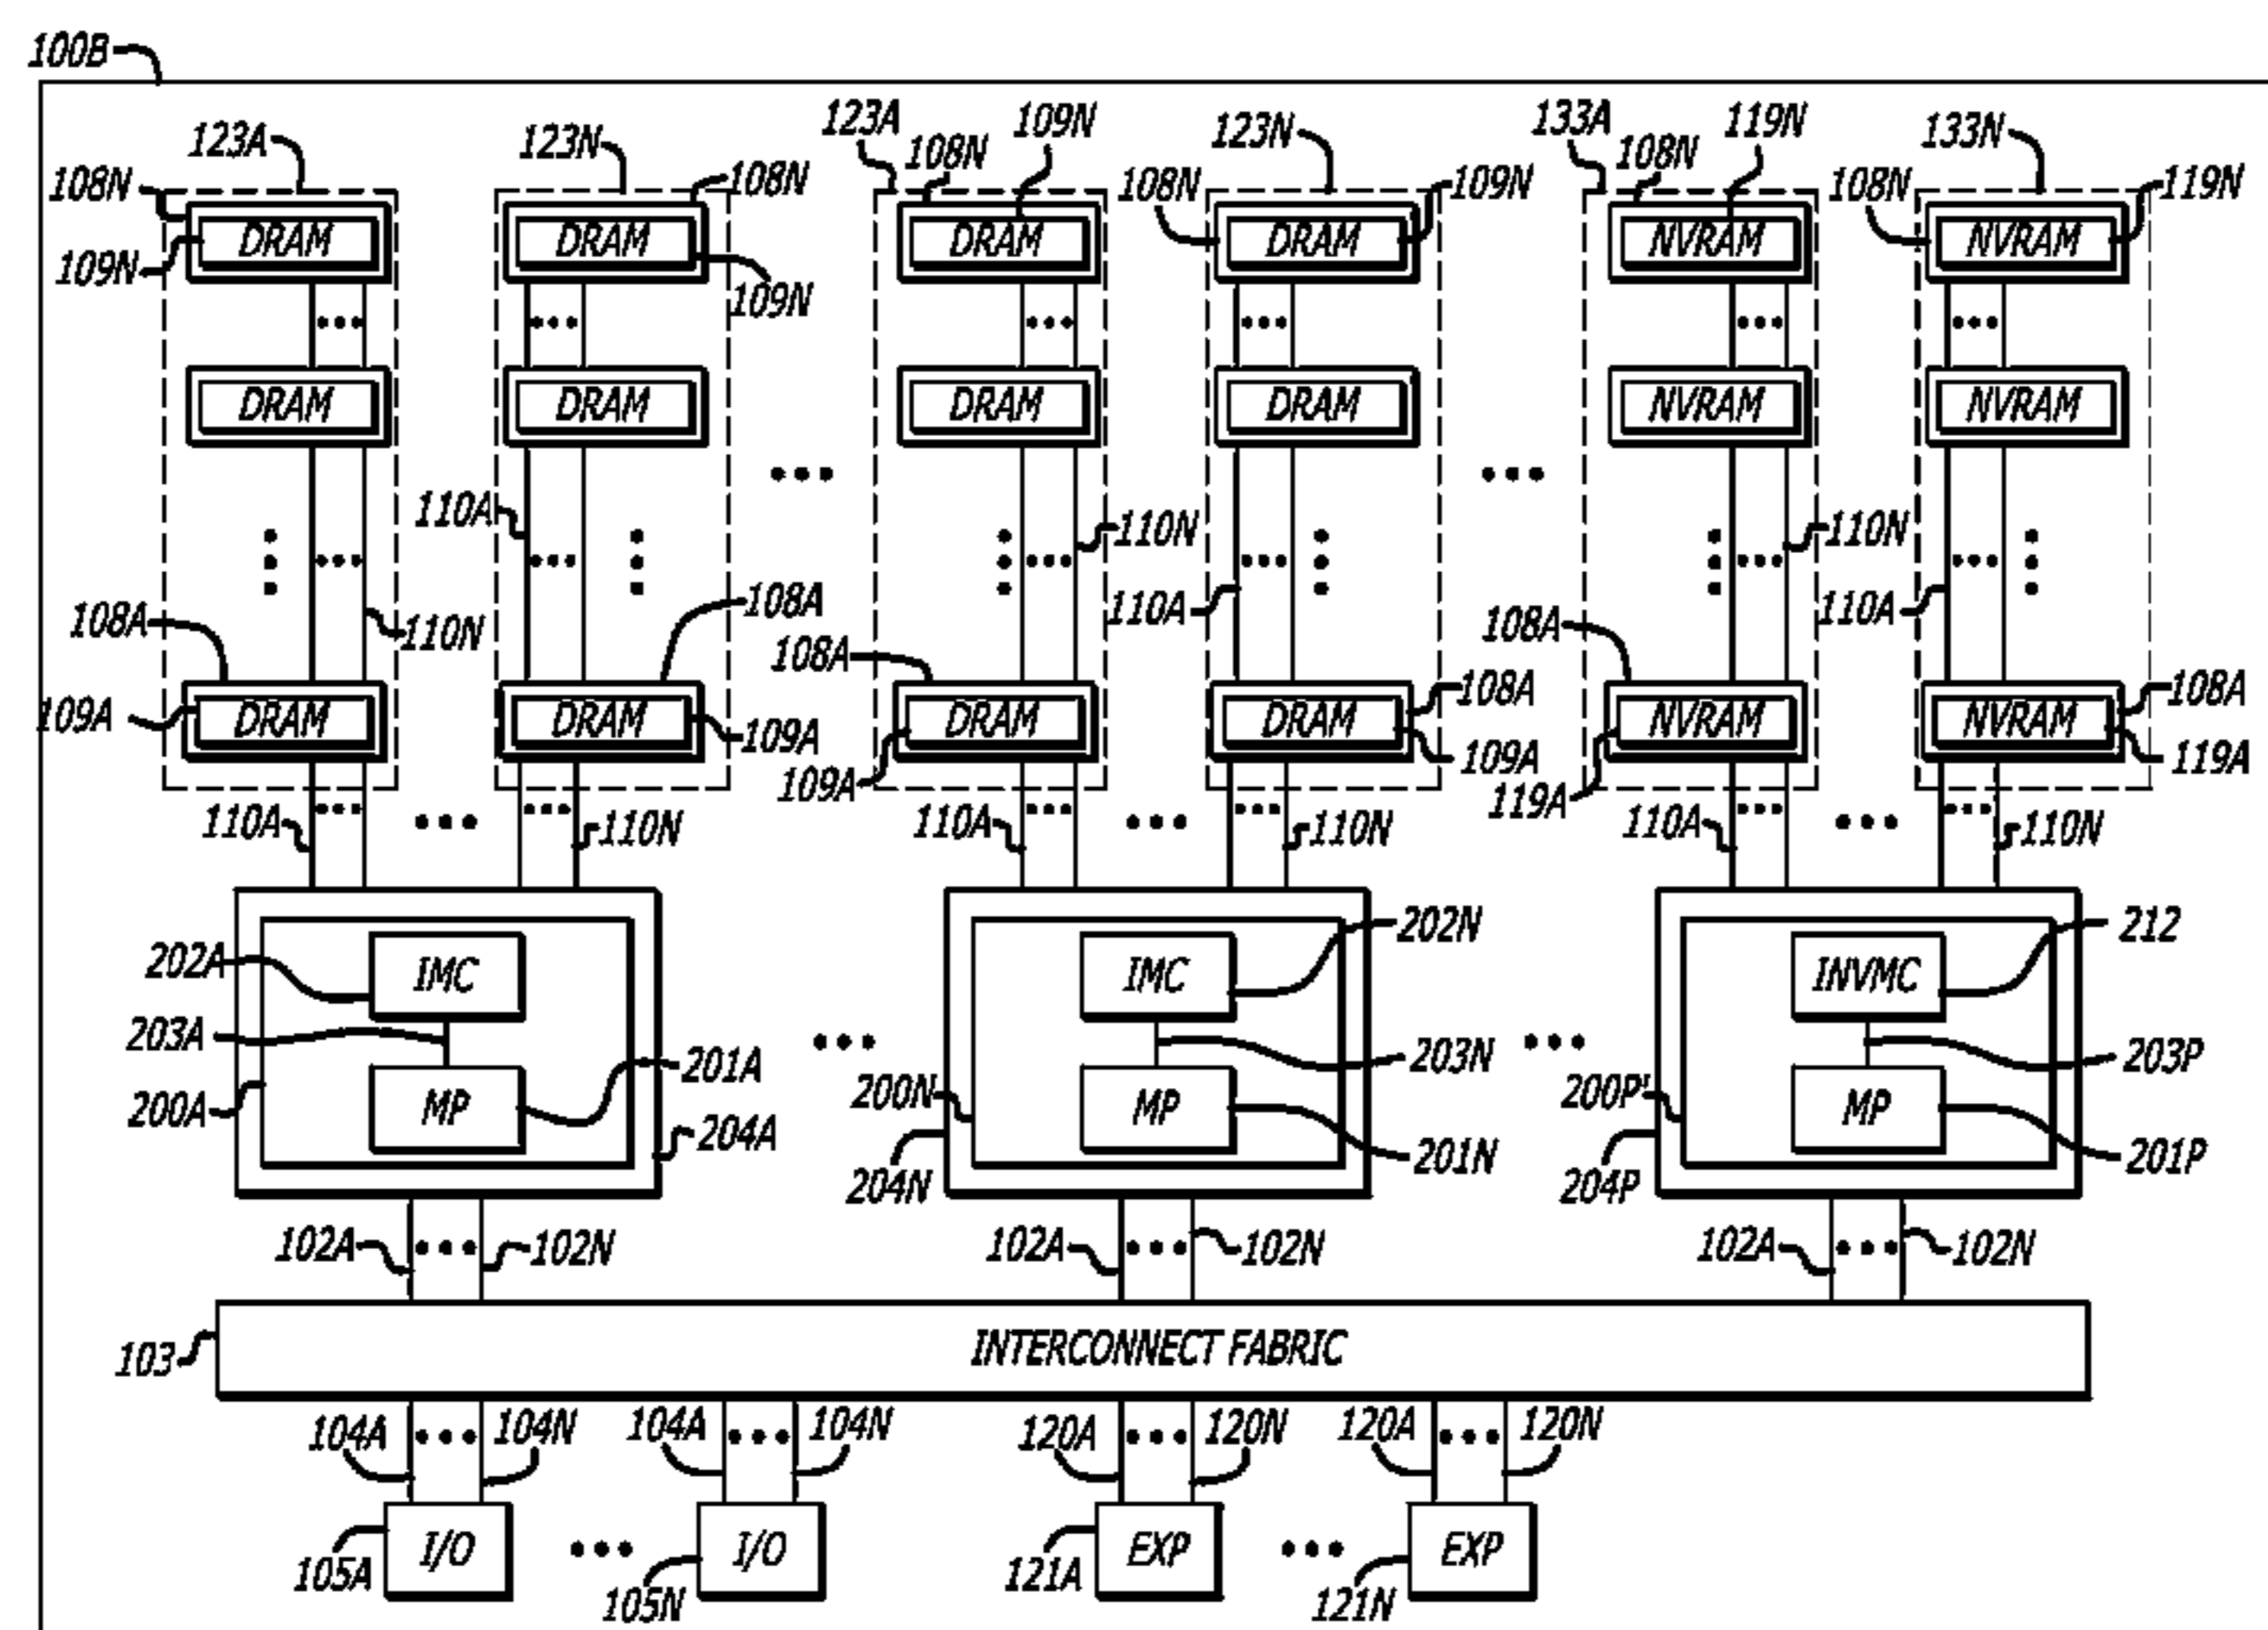 100B
123A 123N 123A 108N 109N 123N 133A 108N 119N 133N
108N 108N 108N 109N 108N 119N
DRAM DRAM DRAM DRAM NVRAM NVRAM
109N 109N
DRAM DRAM DRAM DRAM NVRAM NVRAM
110A 110N 110N
108A 110N 108A 110A 108A 110A
108A 108A 108A
109A DRAM DRAM 109A DRAM DRAM 109A NVRAM NVRAM 119A
109A 119A
110A 110N 110A 110N 110A 110N
202A IMC IMC 202N INVMC 212
203A 203N 203P
200A MP 201A 200N MP 200P' MP
204A 204N 201N 204P 201P
102A 102N 102A 102N 102A 102N
103 INTERCONNECT FABRIC
104A 104N 104A 104N 120A 120N 120A 120N
I/O I/O EXP EXP
105A 105N 121A 121N